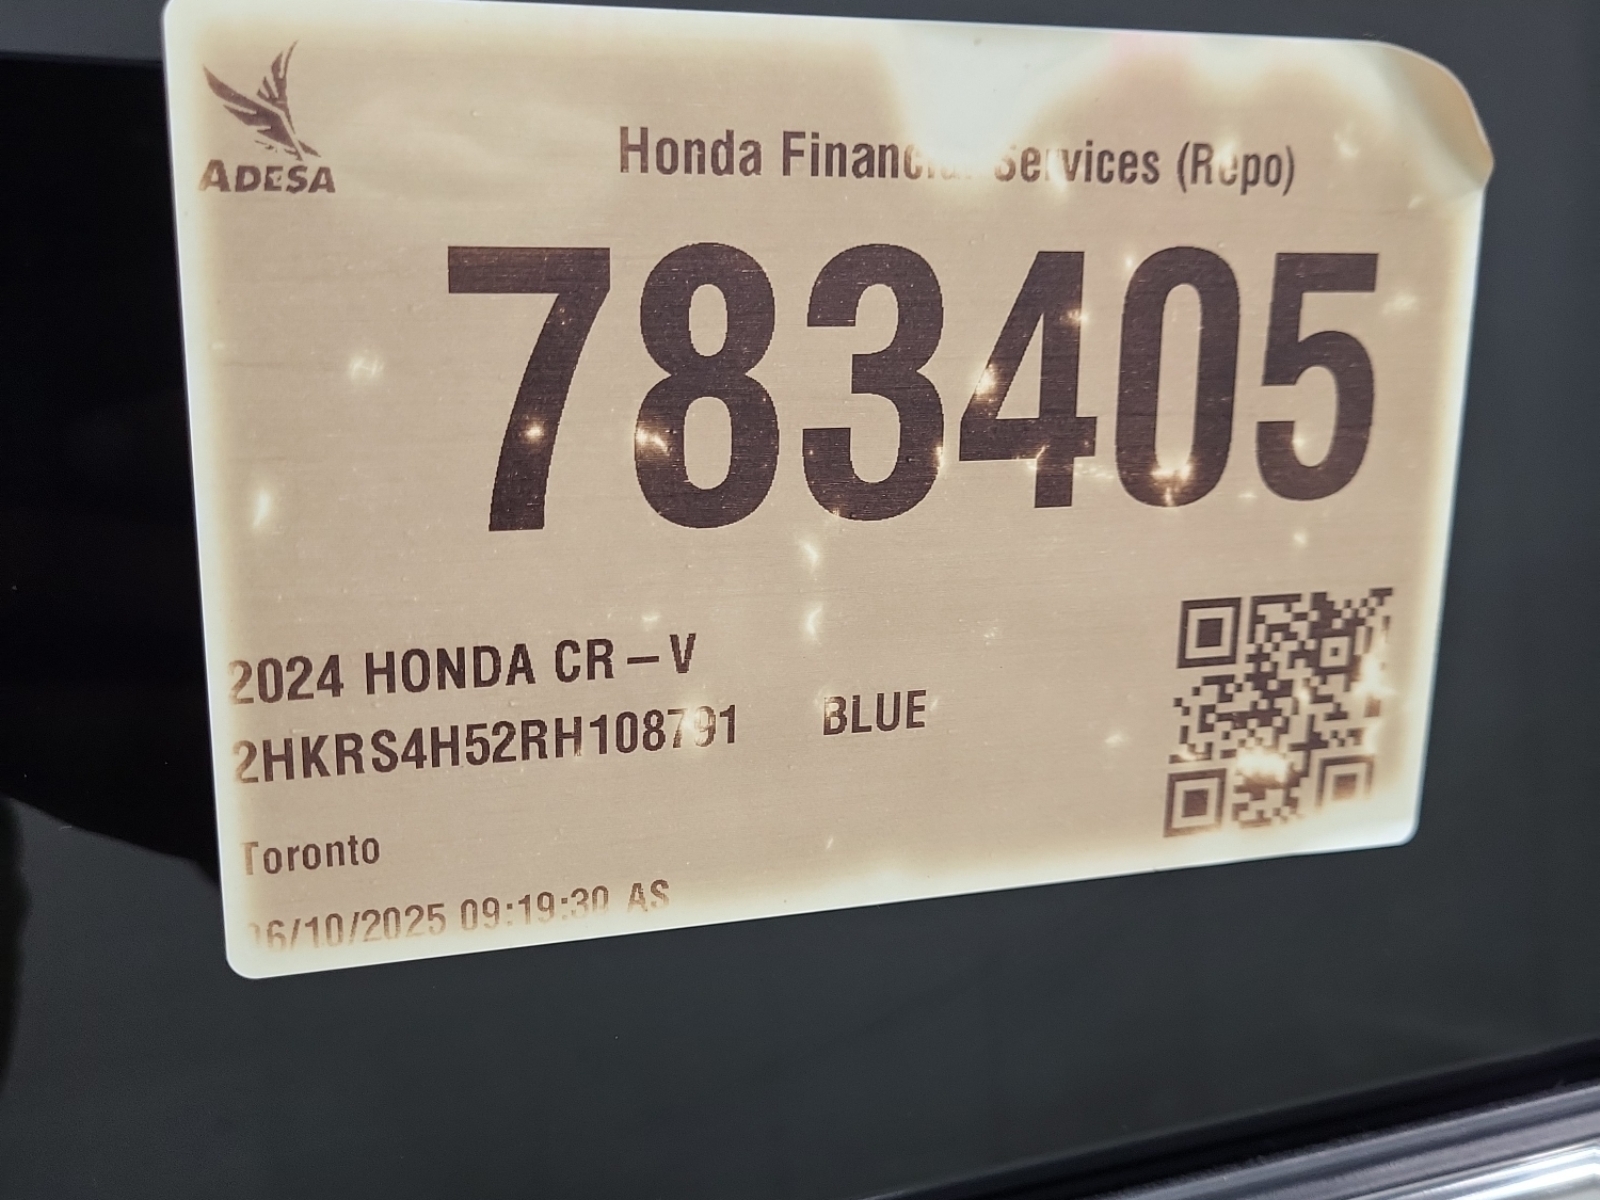 ADESA
Honda Financial Services (Repo)
783405
2024 HONDA CR-V
2HKRS4H52RH108791 BLUE
Toronto
06/10/2025 09:19:30 AS